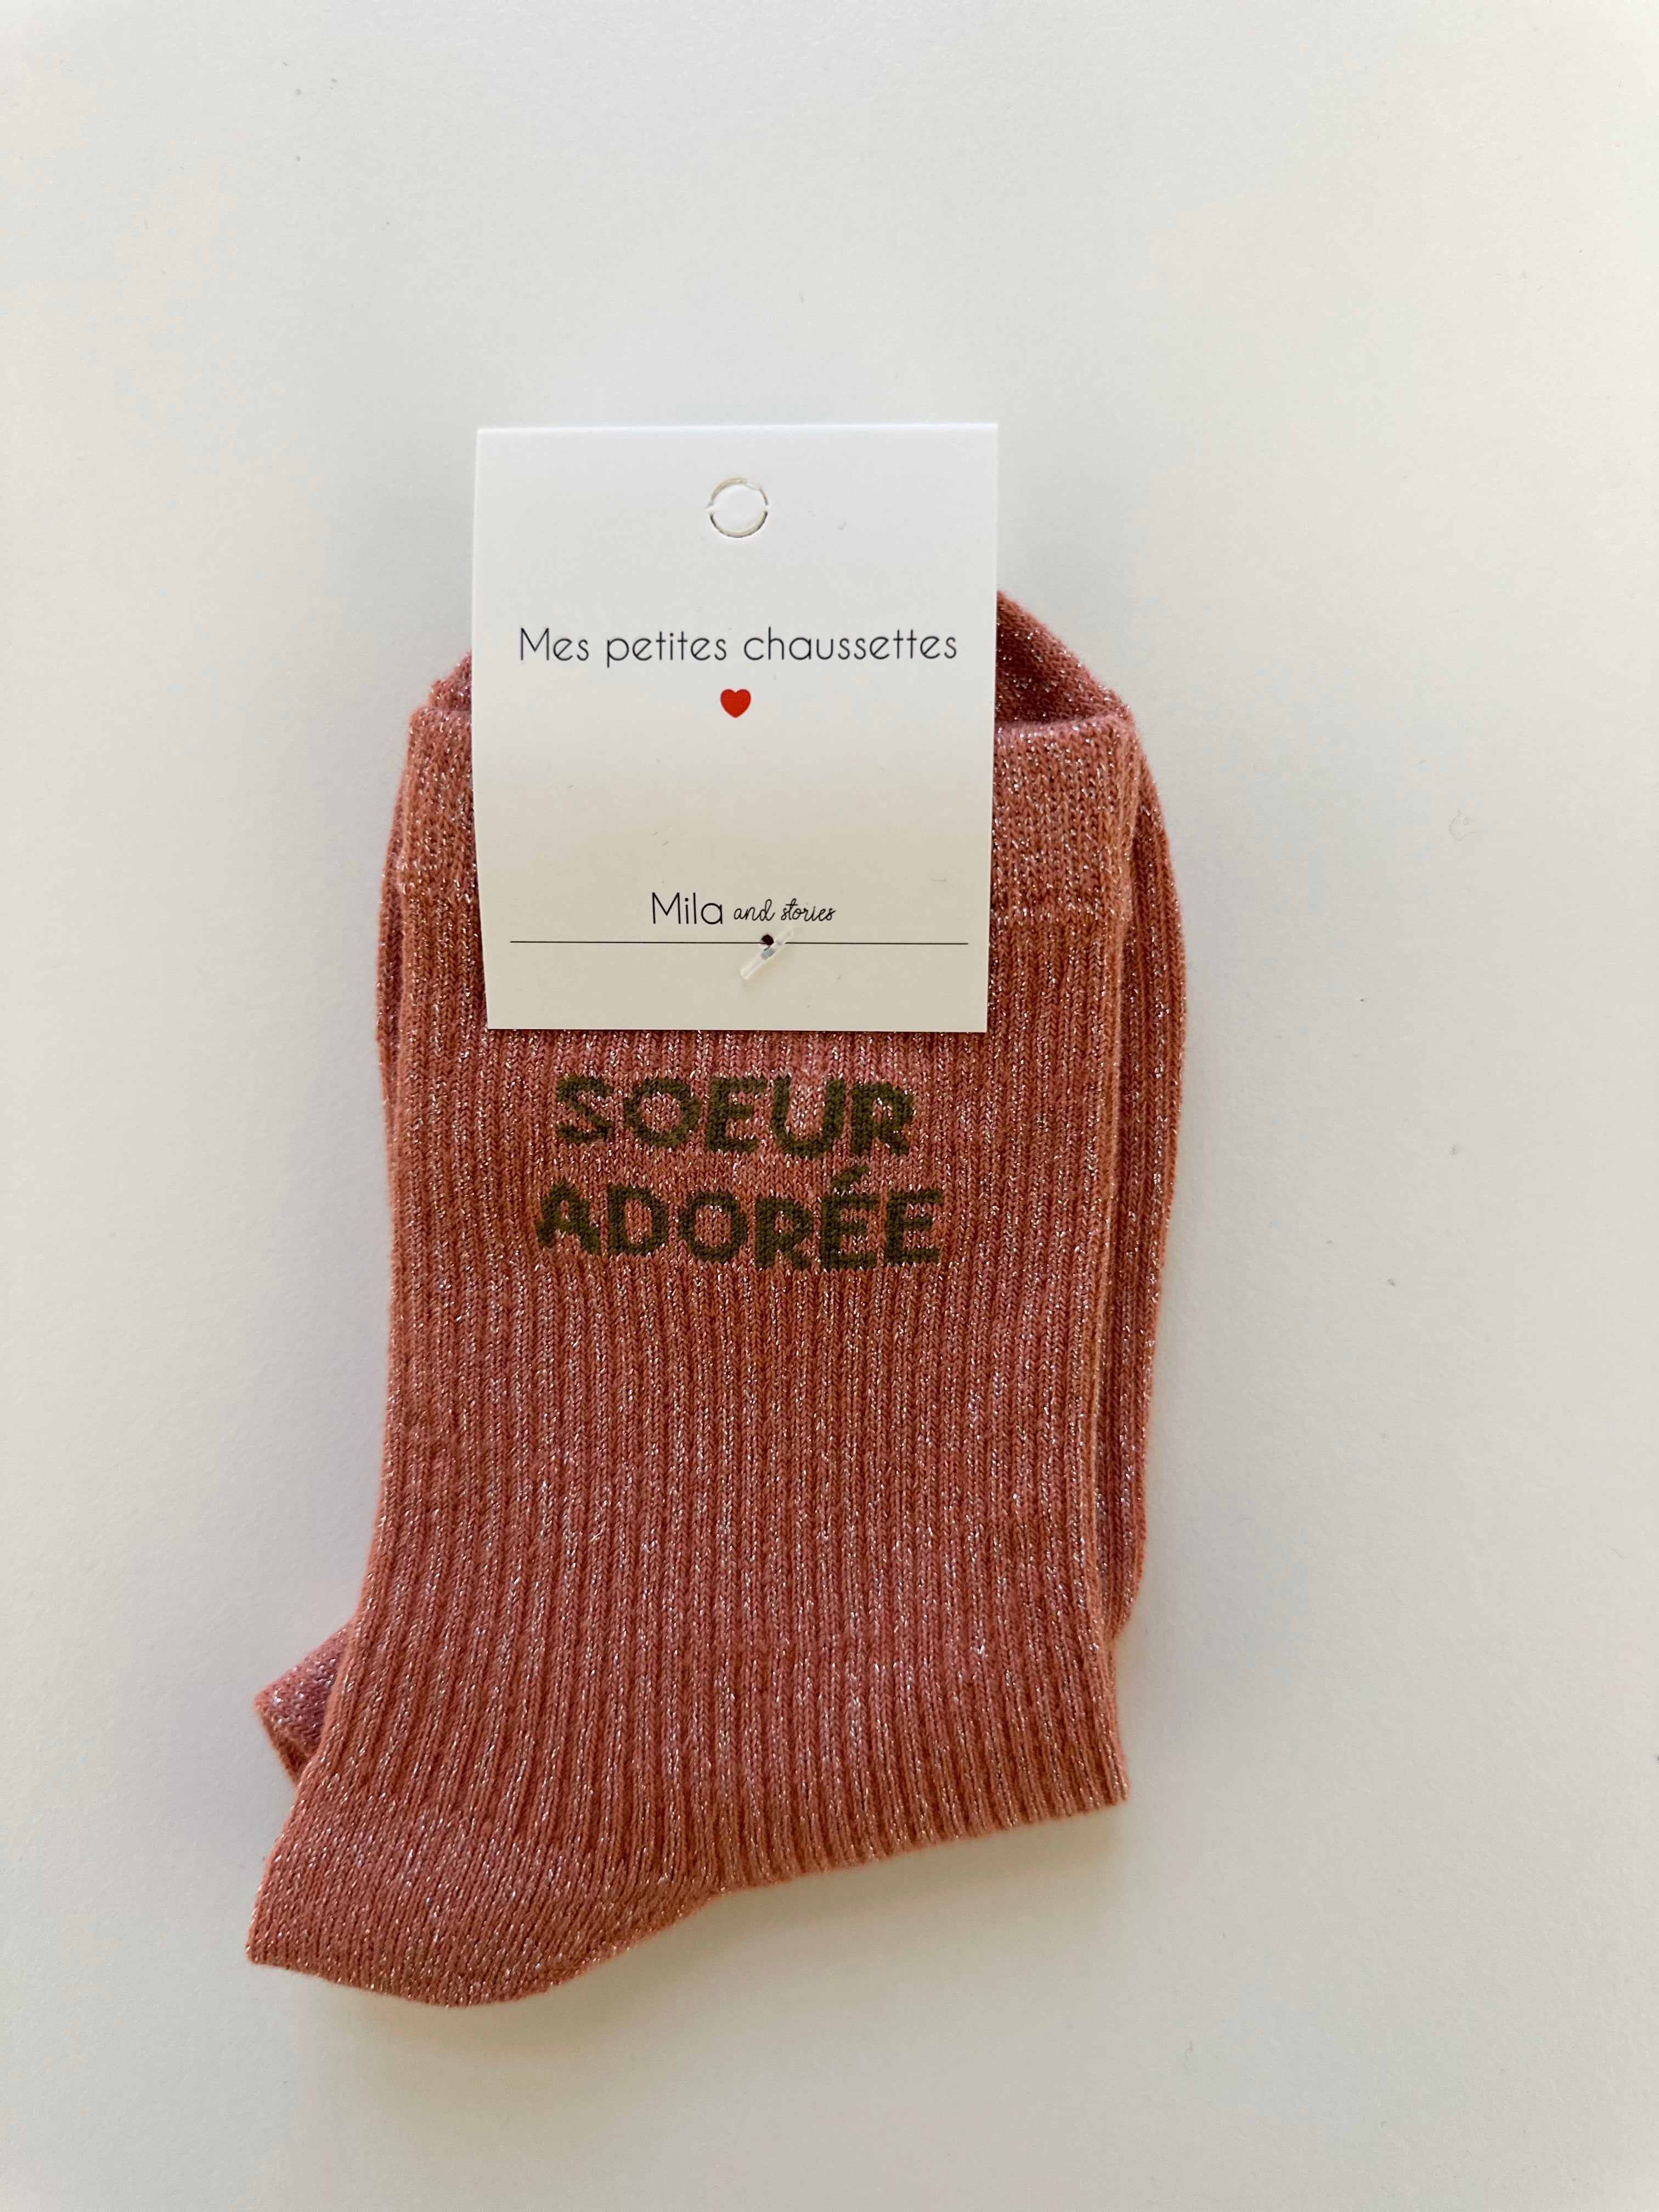 Mes petites chaussettes
Mila and stories
SOEUR
ADORÉE